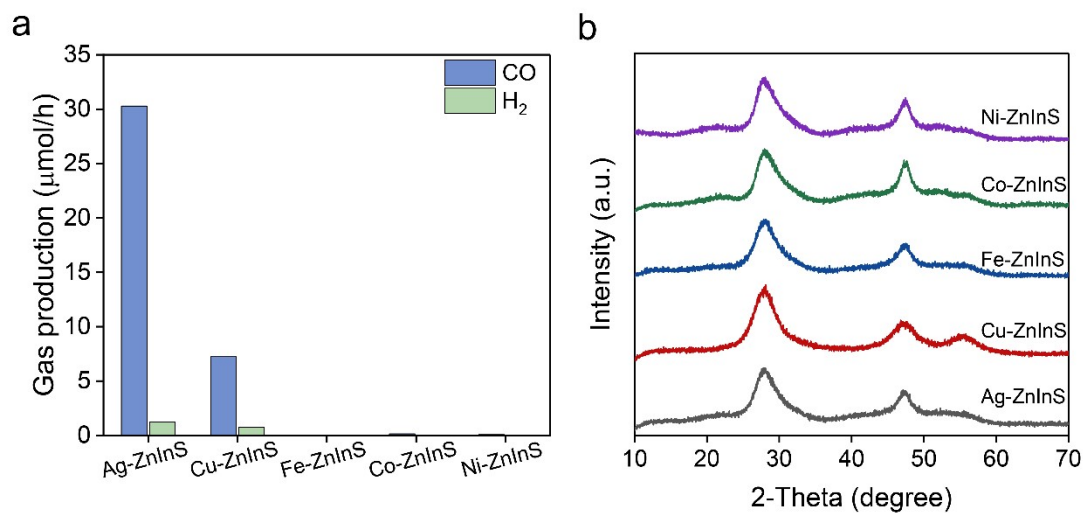 a
Gas production (μmol/h)
35
30
25
20
15
10
5
0
CO
H₂
Ag-ZnInS
Cu-ZnInS
Fe-ZnInS
Co-ZnInS
Ni-ZnInS
b
Intensity (a.u.)
Ni-ZnInS
Co-ZnInS
Fe-ZnInS
Cu-ZnInS
Ag-ZnInS
10 20 30 40 50 60 70
2-Theta (degree)